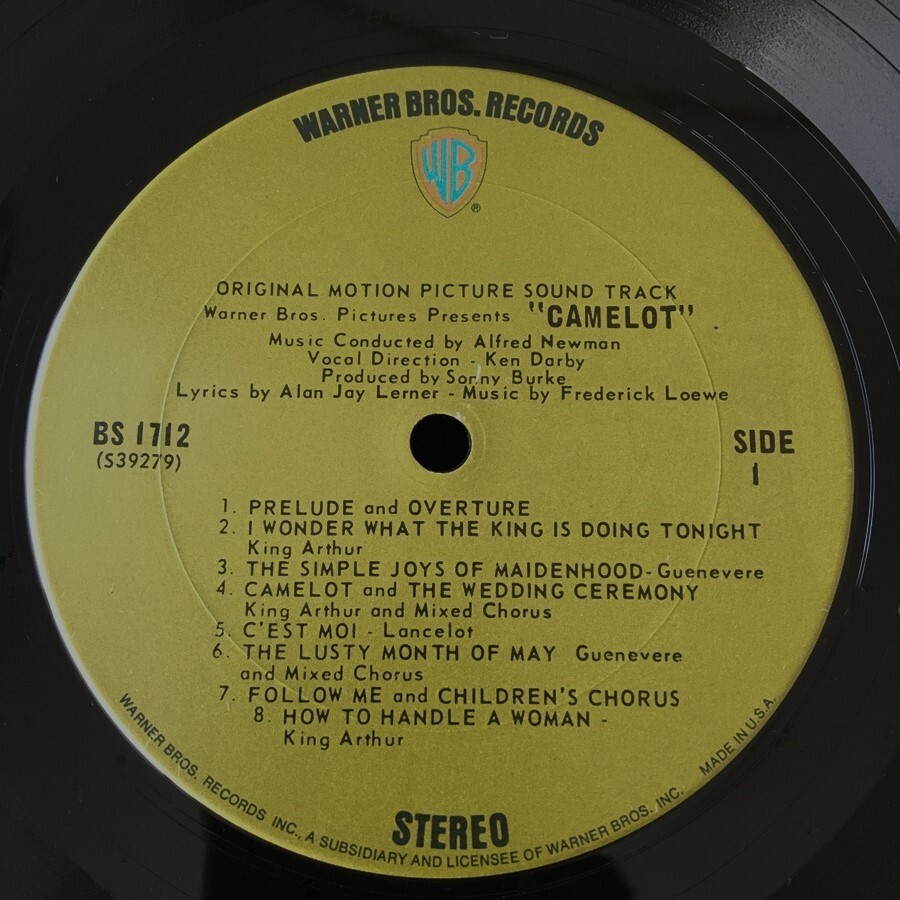 WARNER BROS. RECORDS
WB
®
ORIGINAL MOTION PICTURE SOUND TRACK
Warner Bros. Pictures Presents "CAMELOT"
Music Conducted by Alfred Newman
Vocal Direction - Ken Darby
Produced by Sonny Burke
Lyrics by Alan Jay Lerner - Music by Frederick Loewe
BS 1712
(S39279)
SIDE
1
1. PRELUDE and OVERTURE
2. I WONDER WHAT THE KING IS DOING TONIGHT
King Arthur
3. THE SIMPLE JOYS OF MAIDENHOOD- Guenevere
4. CAMELOT and THE WEDDING CEREMONY
King Arthur and Mixed Chorus
5. C'EST MOI - Lancelot
6. THE LUSTY MONTH OF MAY Guenevere
and Mixed Chorus
7. FOLLOW ME and CHILDREN'S CHORUS
8. HOW TO HANDLE A WOMAN -
King Arthur
STEREO
WARNER BROS. RECORDS INC., A SUBSIDIARY AND LICENSEE OF WARNER BROS. INC. MADE IN U.S.A.